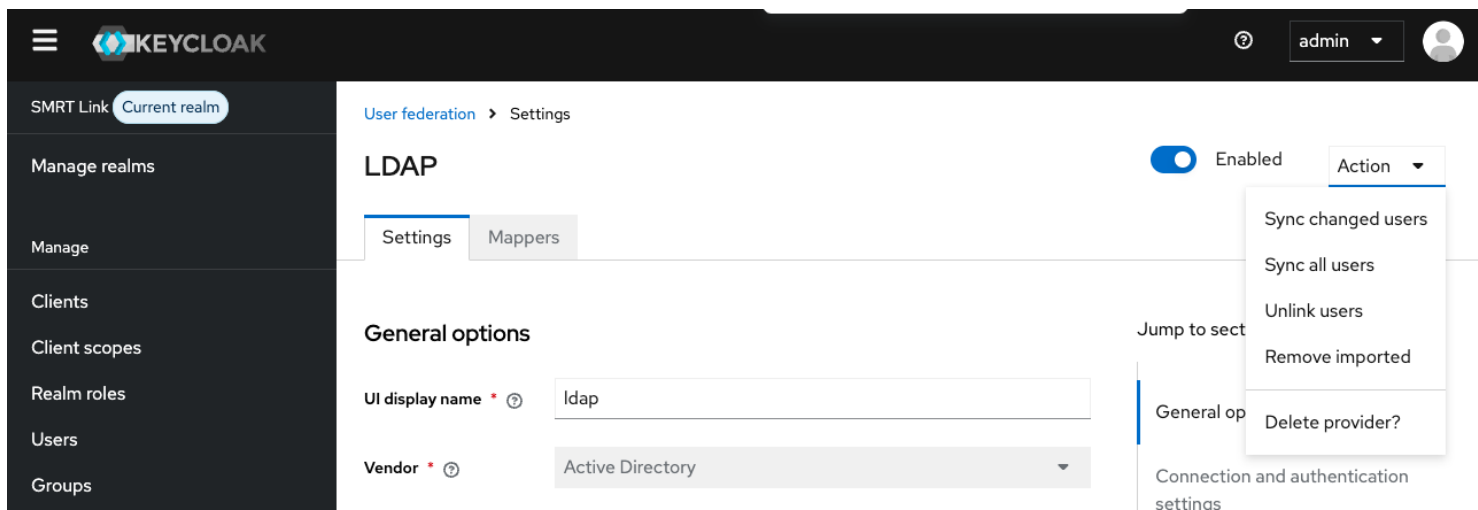 KEYCLOAK
admin
SMRT Link Current realm
Manage realms
Manage
Clients
Client scopes
Realm roles
Users
Groups
User federation > Settings
LDAP
Enabled
Action
Sync changed users
Sync all users
Unlink users
Remove imported
Delete provider?
Settings Mappers
General options
UI display name * ldap
Vendor * Active Directory
Jump to sect
General op
Connection and authentication
settings